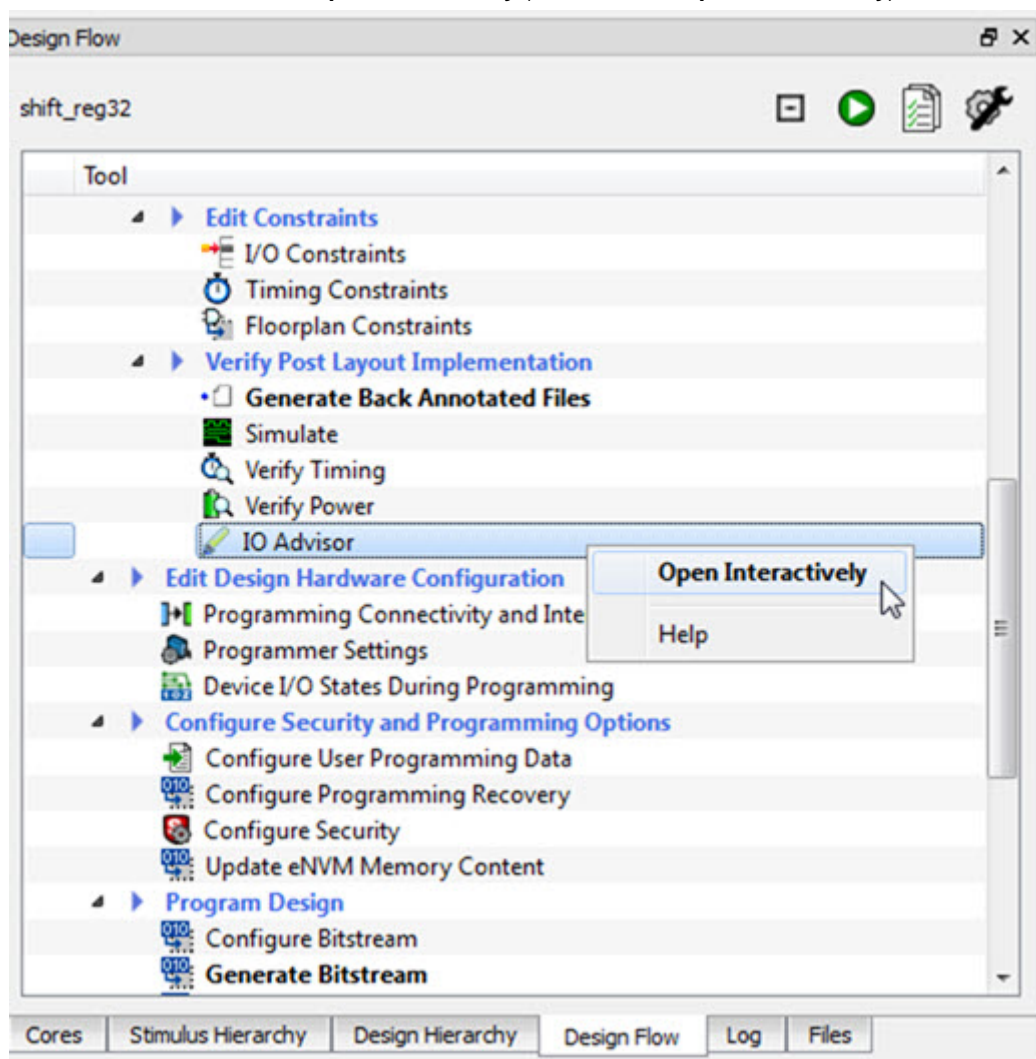 Design Flow
shift_reg32
Tool
Edit Constraints
I/O Constraints
Timing Constraints
Floorplan Constraints
Verify Post Layout Implementation
Generate Back Annotated Files
Simulate
Verify Timing
Verify Power
IO Advisor
Open Interactively
Edit Design Hardware Configuration
Programming Connectivity and Inte
Help
Programmer Settings
Device I/O States During Programming
Configure Security and Programming Options
Configure User Programming Data
Configure Programming Recovery
Configure Security
Update eNVM Memory Content
Program Design
Configure Bitstream
Generate Bitstream
Cores Stimulus Hierarchy Design Hierarchy Design Flow Log Files